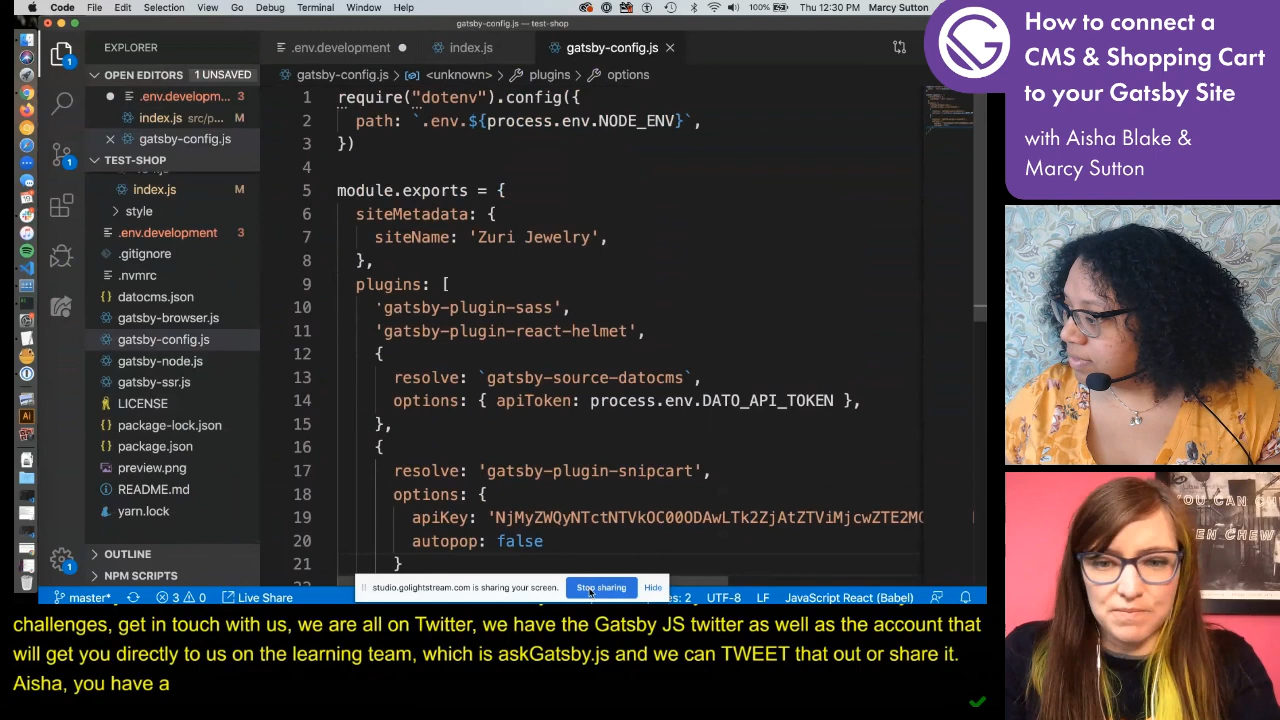 Code File Edit Selection View Go Debug Terminal Window Help 100% Thu 12:30 PM Marcy Sutton
gatsby-config.js — test-shop
EXPLORER
.env.development
index.js
gatsby-config.js
OPEN EDITORS 1 UNSAVED
gatsby-config.js > <unknown> > plugins > options
.env.developm... 3
index.js src/p... M
gatsby-config.js
TEST-SHOP
index.js M
style
.env.development 3
.gitignore
.nvmrc
datocms.json
gatsby-browser.js
gatsby-config.js
gatsby-node.js
gatsby-ssr.js
LICENSE
package-lock.json
package.json
preview.png
README.md
yarn.lock
OUTLINE
NPM SCRIPTS
1 require("dotenv").config({
2 path: `.env.${process.env.NODE_ENV}`,
3 })
4
5 module.exports = {
6 siteMetadata: {
7 siteName: 'Zuri Jewelry',
8 },
9 plugins: [
10 'gatsby-plugin-sass',
11 'gatsby-plugin-react-helmet',
12 {
13 resolve: `gatsby-source-datocms`,
14 options: { apiToken: process.env.DATO_API_TOKEN },
15 },
16 {
17 resolve: 'gatsby-plugin-snipcart',
18 options: {
19 apiKey: 'NjMyZWQyNTctNTVkOC00ODAwLTk2ZjAtZTViMjcwZTE2M
20 autopop: false
21 }
studio.golightstream.com is sharing your screen. Stop sharing Hide
master* 3 0 Live Share es: 2 UTF-8 LF JavaScript React (Babel)
challenges, get in touch with us, we are all on Twitter, we have the Gatsby JS twitter as well as the account that
will get you directly to us on the learning team, which is askGatsby.js and we can TWEET that out or share it.
Aisha, you have a
How to connect a
CMS & Shopping Cart
to your Gatsby Site
with Aisha Blake &
Marcy Sutton